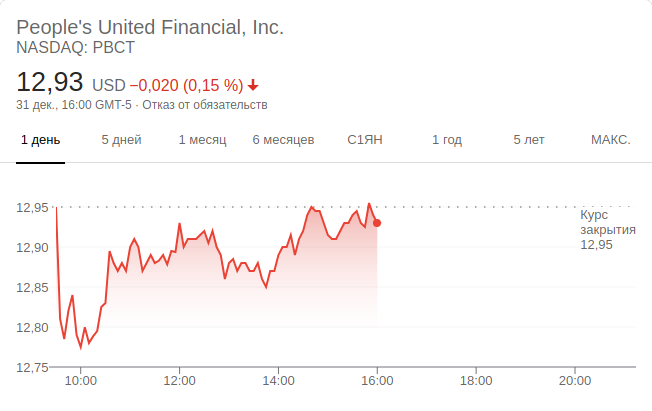 People's United Financial, Inc.
NASDAQ: PBCT
12,93 USD −0,020 (0,15 %)
31 дек., 16:00 GMT-5 · Отказ от обязательств
1 день 5 дней 1 месяц 6 месяцев С1ЯН 1 год 5 лет МАКС.
12,95
Курс
закрытия
12,95
12,90
12,85
12,80
12,75
10:00 12:00 14:00 16:00 18:00 20:00